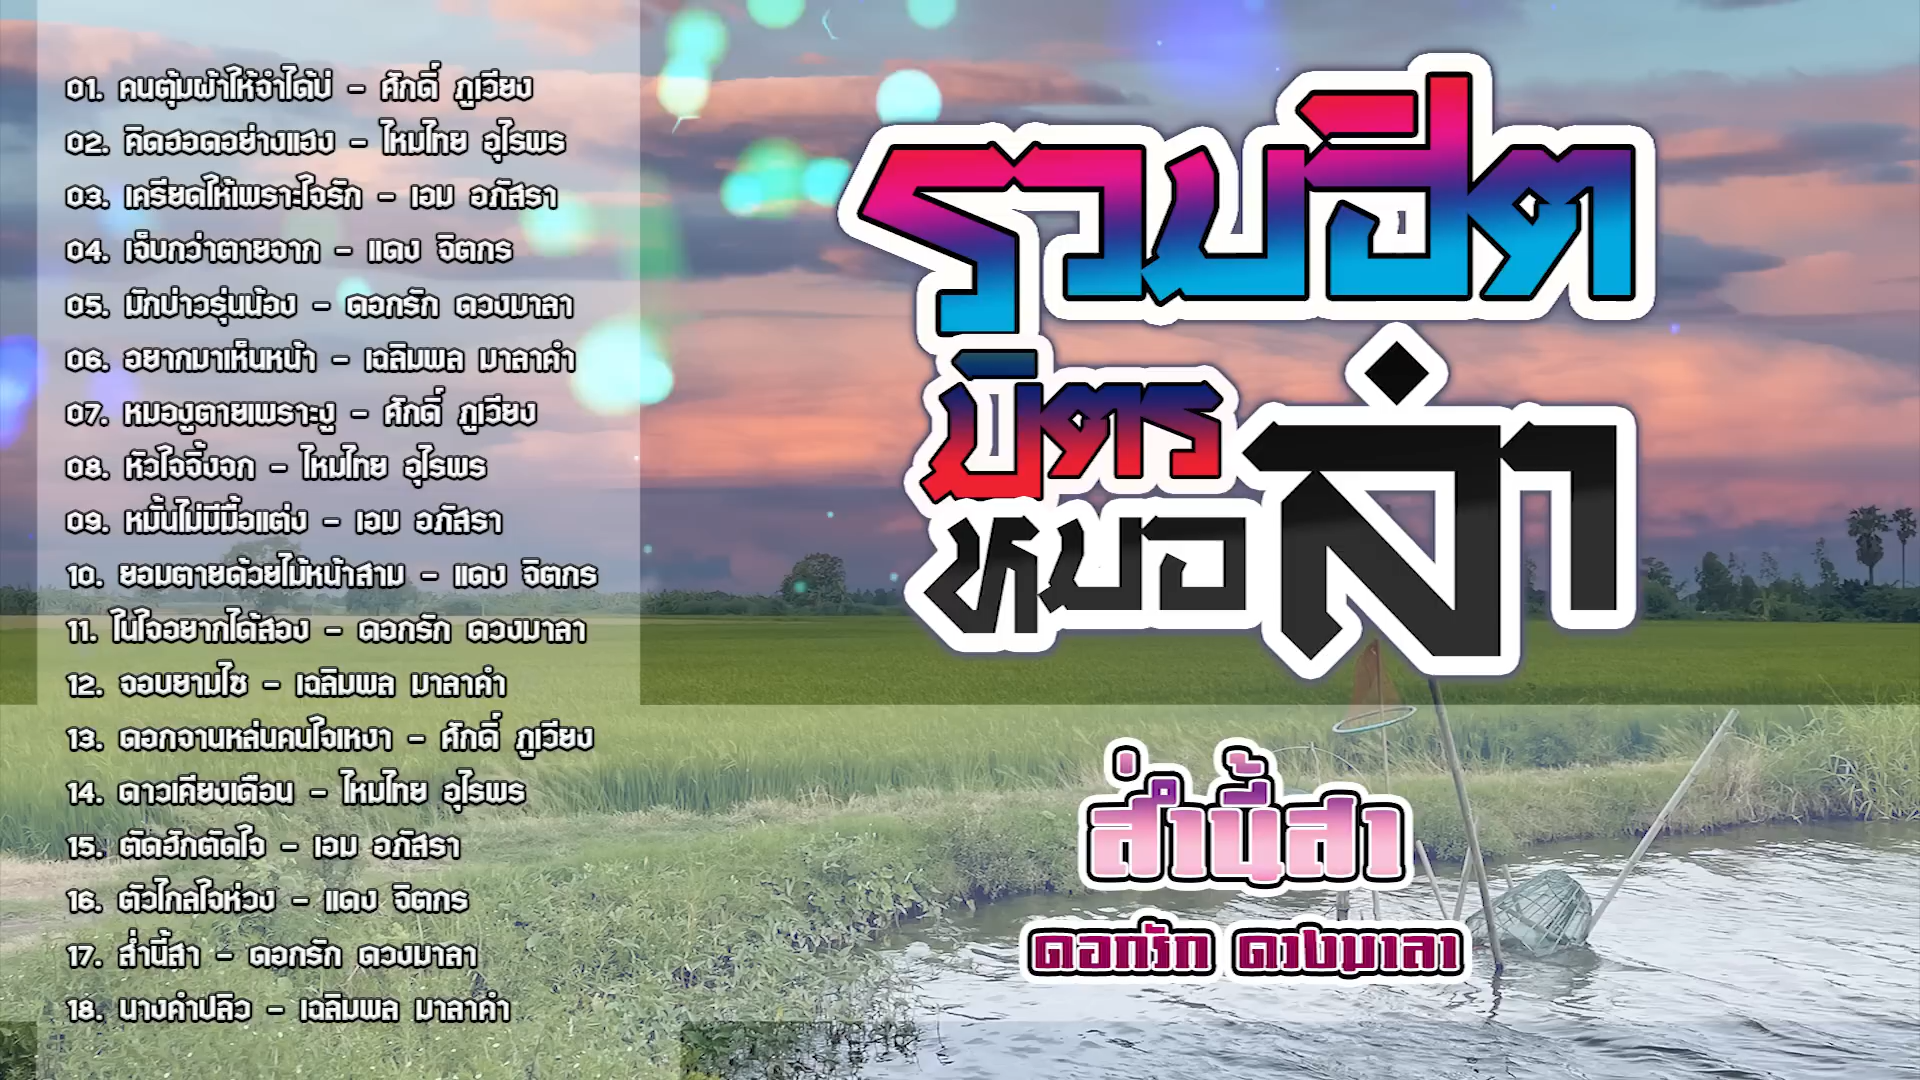 01. คนตุ้มผ้าให้จำได้บ่ - ศักดิ์ ภูเวียง
02. คิดฮอดอย่างแฮง - ไหมไทย อุไรพร
03. เครียดให้เพราะใจรัก - เอม อภัสรา
04. เจ็บกว่าตายจาก - แดง จิตกร
05. มักบ่าวรุ่นน้อง - ดอกรัก ดวงมาลา
06. อยากมาเห็นหน้า - เฉลิมพล มาลาคำ
07. หมองูตายเพราะงู - ศักดิ์ ภูเวียง
08. หัวใจจิ้งจก - ไหมไทย อุไรพร
09. หมั้นไม่มีมื้อแต่ง - เอม อภัสรา
10. ยอมตายด้วยไม้หน้าสาม - แดง จิตกร
11. ในใจอยากได้สอง - ดอกรัก ดวงมาลา
12. จอบยามไซ - เฉลิมพล มาลาคำ
13. ดอกจานหล่นคนใจเหงา - ศักดิ์ ภูเวียง
14. ดาวเคียงเดือน - ไหมไทย อุไรพร
15. ตัดฮักตัดใจ - เอม อภัสรา
16. ตัวไกลใจห่วง - แดง จิตกร
17. ส่ำนี้สา - ดอกรัก ดวงมาลา
18. นางคำปลิว - เฉลิมพล มาลาคำ
รวมฮิต
มิตร
หมอลำ
ส่ำนี้สา
ดอกรัก ดวงมาลา